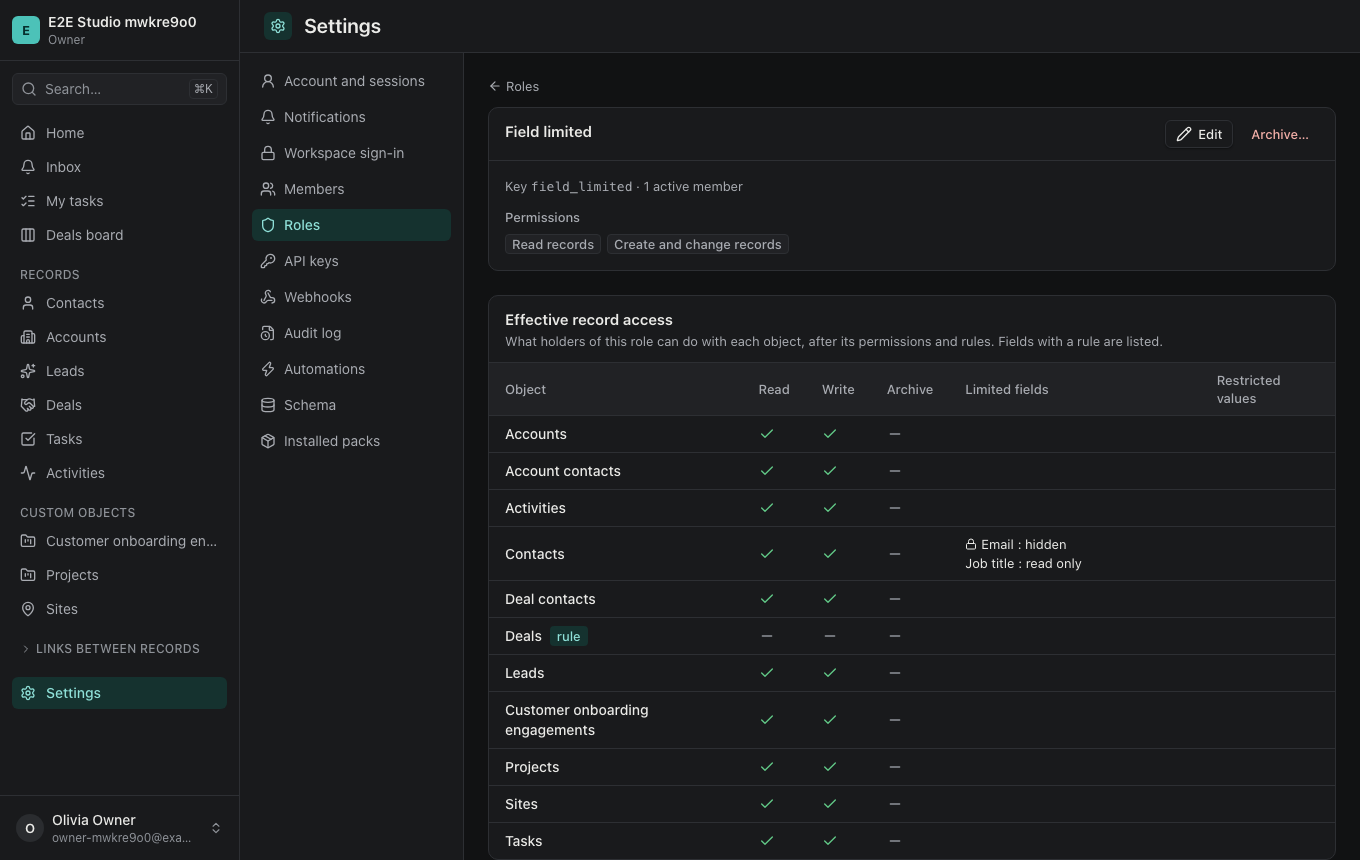 E
E2E Studio mwkre9o0
Owner
Search...
⌘K
Home
Inbox
My tasks
Deals board
RECORDS
Contacts
Accounts
Leads
Deals
Tasks
Activities
CUSTOM OBJECTS
Customer onboarding en...
Projects
Sites
LINKS BETWEEN RECORDS
Settings
O
Olivia Owner
owner-mwkre9o0@exa...
Settings
Account and sessions
Notifications
Workspace sign-in
Members
Roles
API keys
Webhooks
Audit log
Automations
Schema
Installed packs
← Roles
Field limited
Edit
Archive...
Key field_limited · 1 active member
Permissions
Read records
Create and change records
Effective record access
What holders of this role can do with each object, after its permissions and rules. Fields with a rule are listed.
Object Read Write Archive Limited fields Restricted values
Accounts ✓ ✓ —
Account contacts ✓ ✓ —
Activities ✓ ✓ —
Contacts ✓ ✓ — Email : hidden
Job title : read only
Deal contacts ✓ ✓ —
Deals rule — — —
Leads ✓ ✓ —
Customer onboarding
engagements ✓ ✓ —
Projects ✓ ✓ —
Sites ✓ ✓ —
Tasks ✓ ✓ —